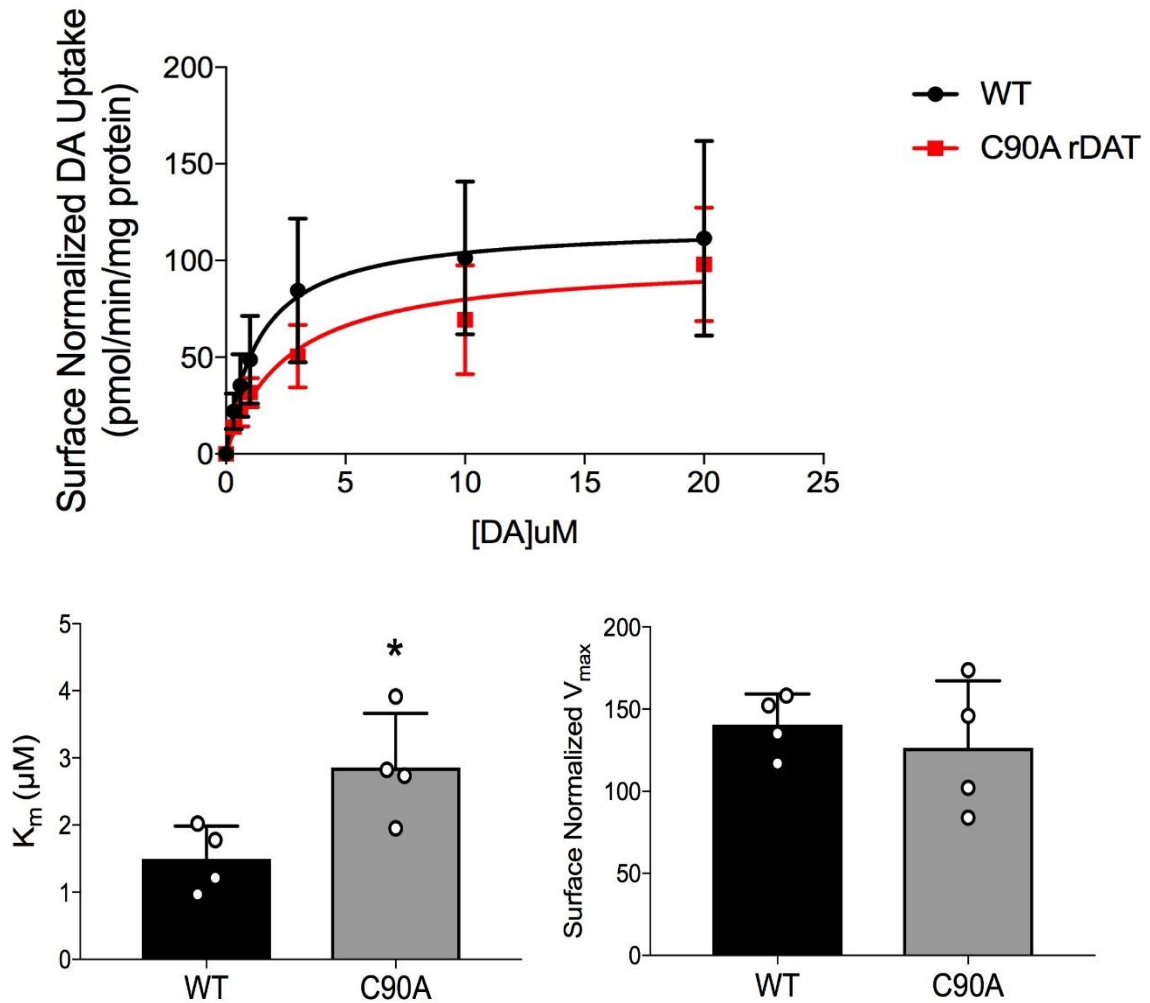 Surface Normalized DA Uptake
(pmol/min/mg protein)
200
150
100
50
0
0 5 10 15 20 25
[DA]uM
WT
C90A rDAT
Km (µM)
5
4
3
2
1
0
*
WT C90A
Surface Normalized Vmax
200
150
100
50
0
WT C90A